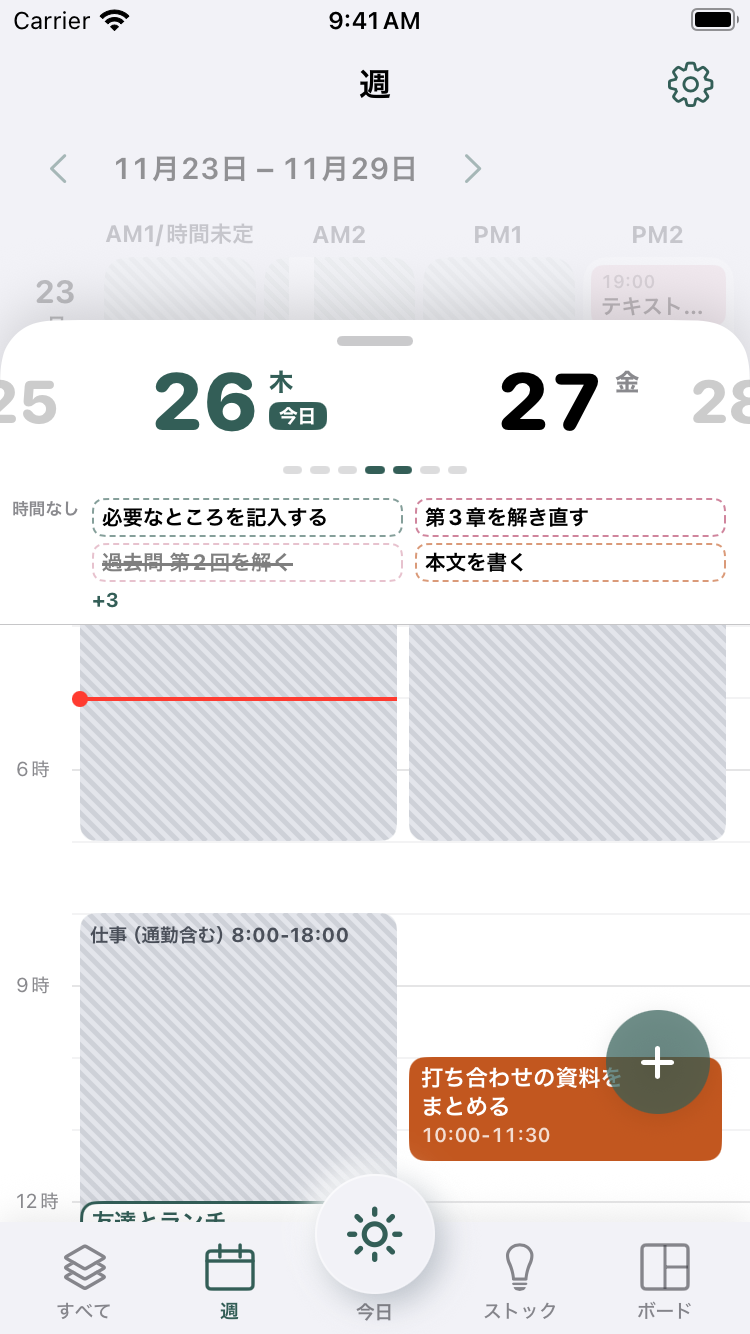 Carrier 9:41 AM
週
11月23日 – 11月29日
AM1/時間未定 AM2 PM1 PM2
23
19:00
テキスト...
25 26 木 今日 27 金 28
時間なし
必要なところを記入する
第3章を解き直す
過去問 第2回を解く
本文を書く
+3
6時
仕事（通勤含む）8:00-18:00
9時
打ち合わせの資料を
まとめる
10:00-11:30
12時
友達とランチ
すべて 週 今日 ストック ボード